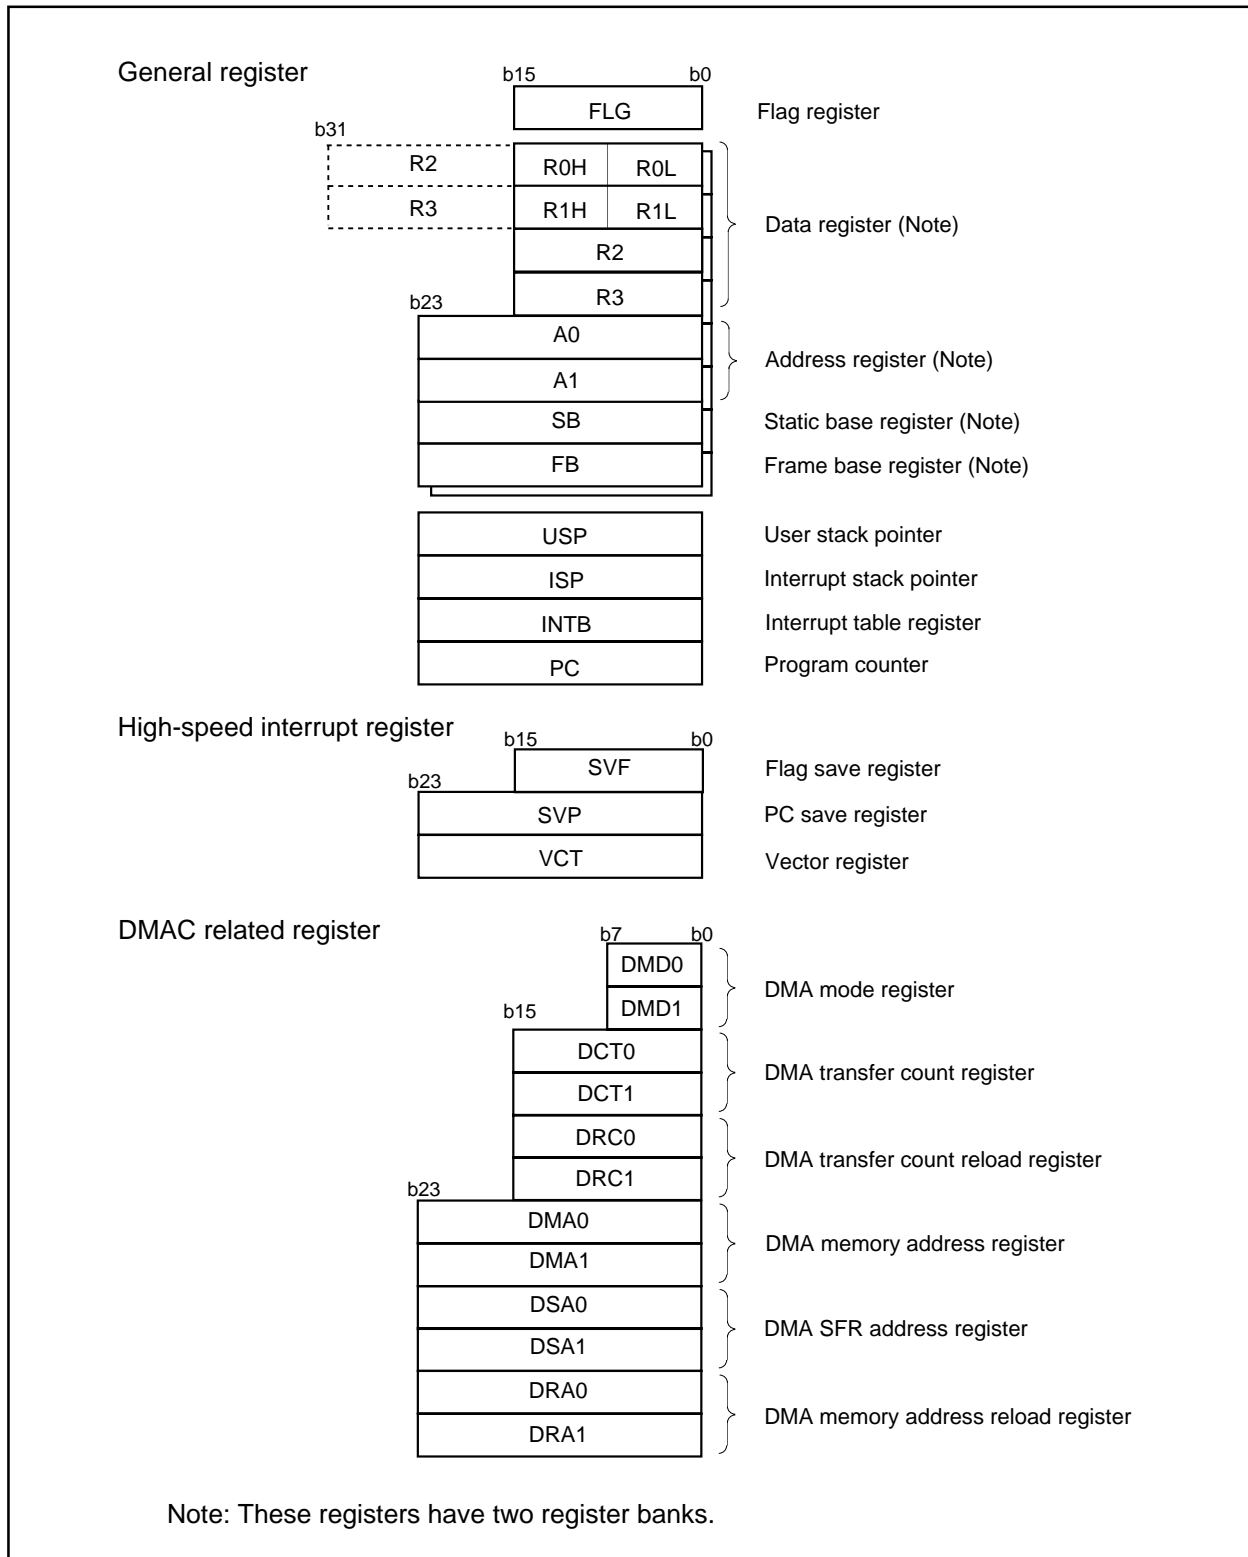 General register
b15 b0
FLG Flag register
b31
R2 R0H R0L
R3 R1H R1L Data register (Note)
R2
R3
b23
A0
A1 Address register (Note)
SB Static base register (Note)
FB Frame base register (Note)
USP User stack pointer
ISP Interrupt stack pointer
INTB Interrupt table register
PC Program counter
High-speed interrupt register
b15 b0
SVF Flag save register
b23
SVP PC save register
VCT Vector register
DMAC related register
b7 b0
DMD0
DMA mode register
DMD1
b15
DCT0
DMA transfer count register
DCT1
DRC0
DMA transfer count reload register
DRC1
b23
DMA0
DMA memory address register
DMA1
DSA0
DMA SFR address register
DSA1
DRA0
DMA memory address reload register
DRA1
Note: These registers have two register banks.